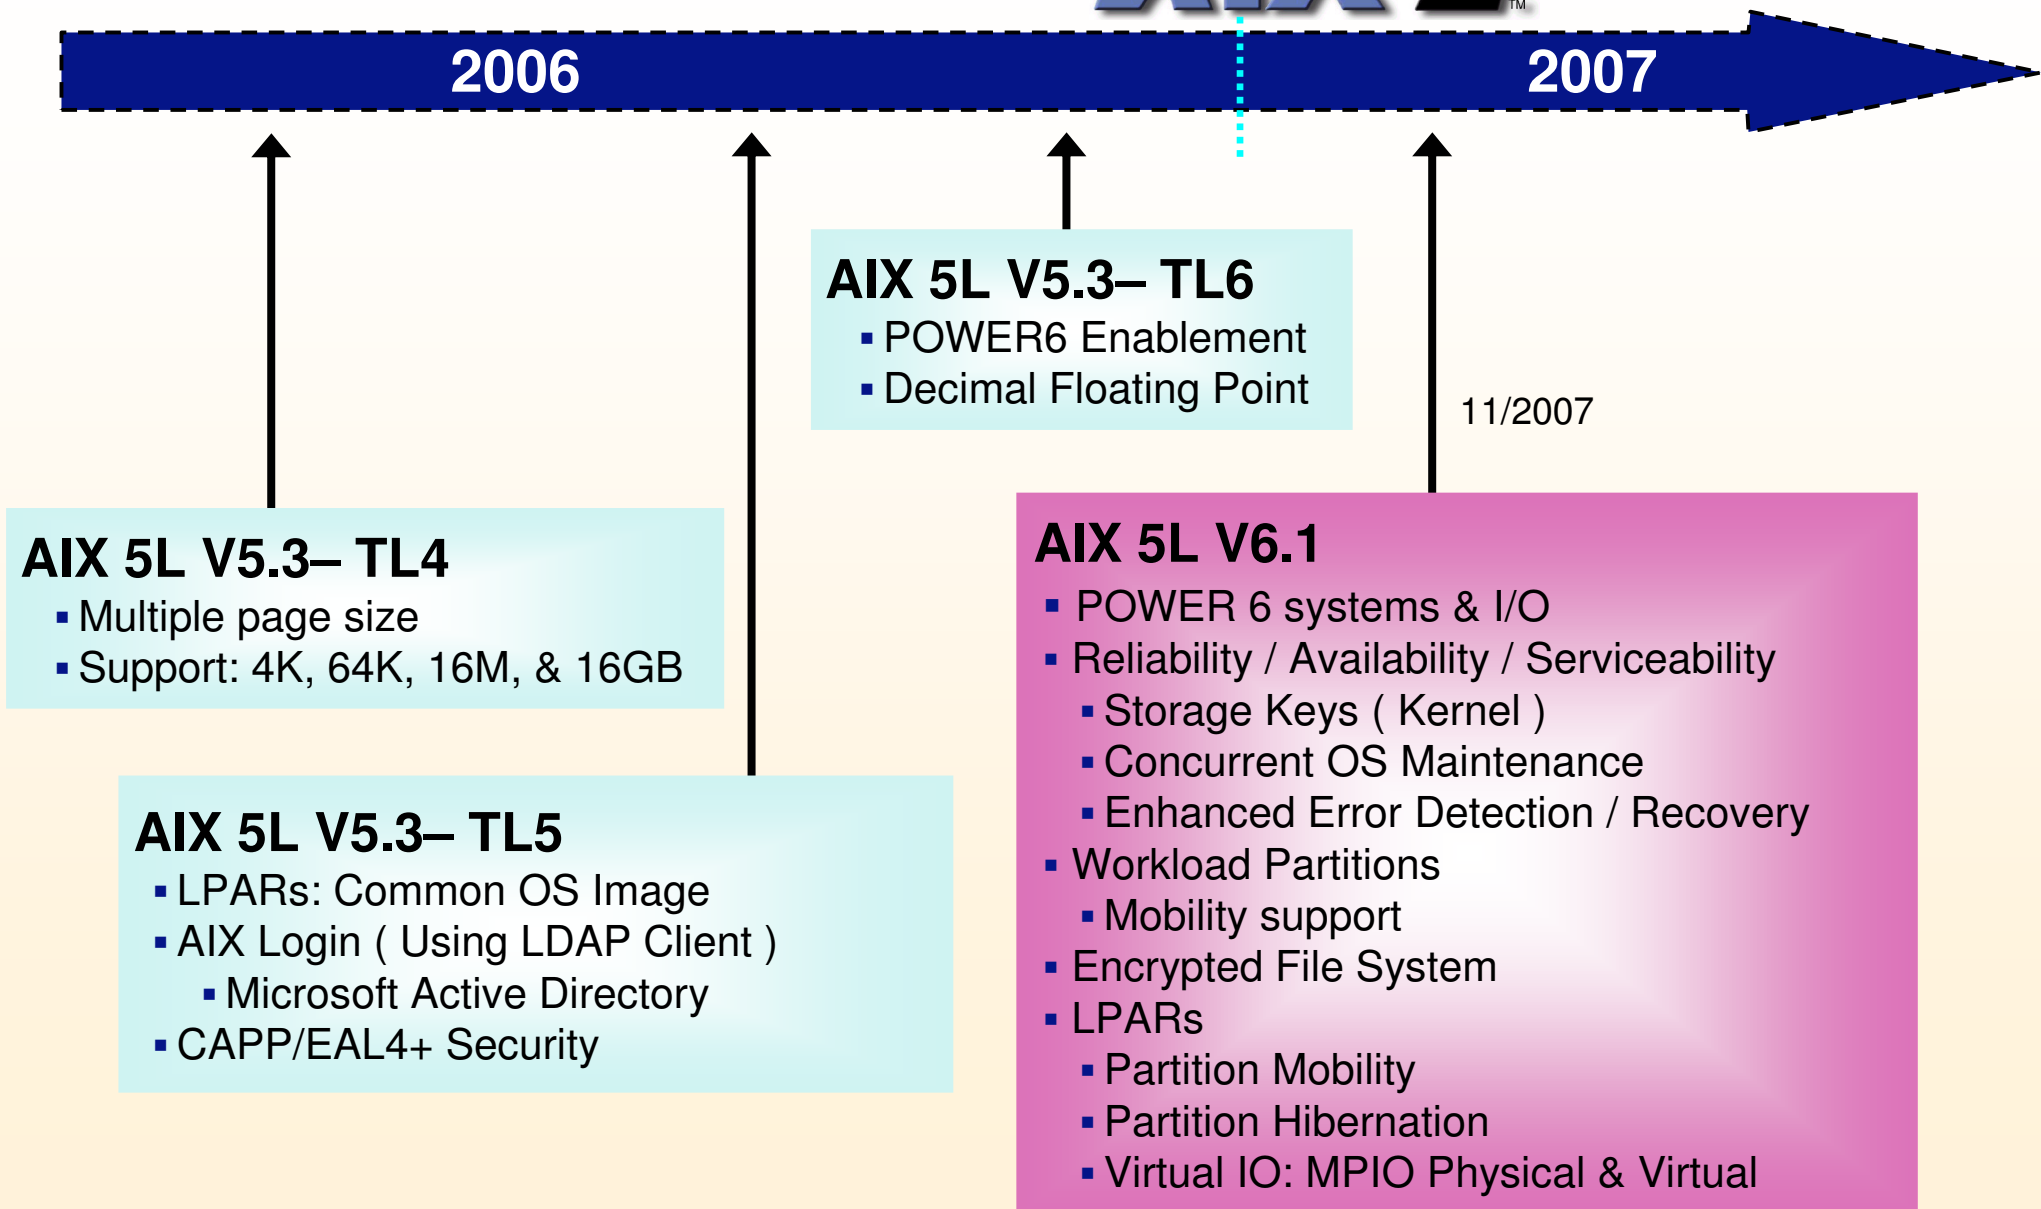 TM
2006
2007
AIX 5L V5.3– TL6
▪ POWER6 Enablement
▪ Decimal Floating Point
11/2007
AIX 5L V5.3– TL4
▪ Multiple page size
▪ Support: 4K, 64K, 16M, & 16GB
AIX 5L V5.3– TL5
▪ LPARs: Common OS Image
▪ AIX Login ( Using LDAP Client )
▪ Microsoft Active Directory
▪ CAPP/EAL4+ Security
AIX 5L V6.1
▪ POWER 6 systems & I/O
▪ Reliability / Availability / Serviceability
▪ Storage Keys ( Kernel )
▪ Concurrent OS Maintenance
▪ Enhanced Error Detection / Recovery
▪ Workload Partitions
▪ Mobility support
▪ Encrypted File System
▪ LPARs
▪ Partition Mobility
▪ Partition Hibernation
▪ Virtual IO: MPIO Physical & Virtual